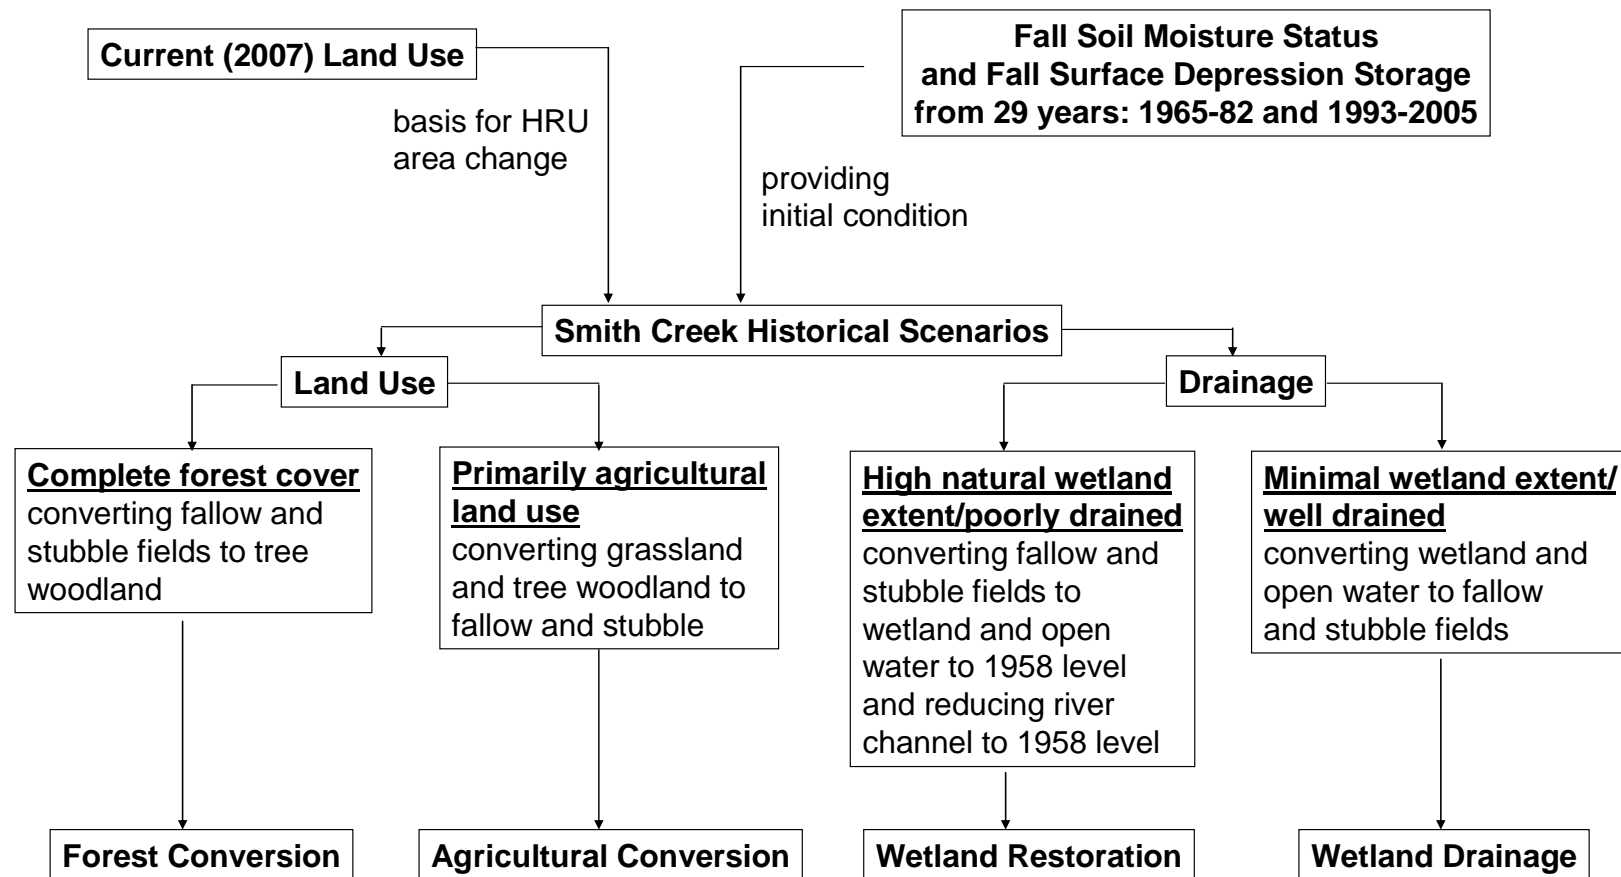 Current (2007) Land Use
Fall Soil Moisture Status
and Fall Surface Depression Storage
from 29 years: 1965-82 and 1993-2005
basis for HRU
area change
providing
initial condition
Smith Creek Historical Scenarios
Land Use
Drainage
Complete forest cover
converting fallow and
stubble fields to tree
woodland
Primarily agricultural
land use
converting grassland
and tree woodland to
fallow and stubble
High natural wetland
extent/poorly drained
converting fallow and
stubble fields to
wetland and open
water to 1958 level
and reducing river
channel to 1958 level
Minimal wetland extent/
well drained
converting wetland and
open water to fallow
and stubble fields
Forest Conversion
Agricultural Conversion
Wetland Restoration
Wetland Drainage